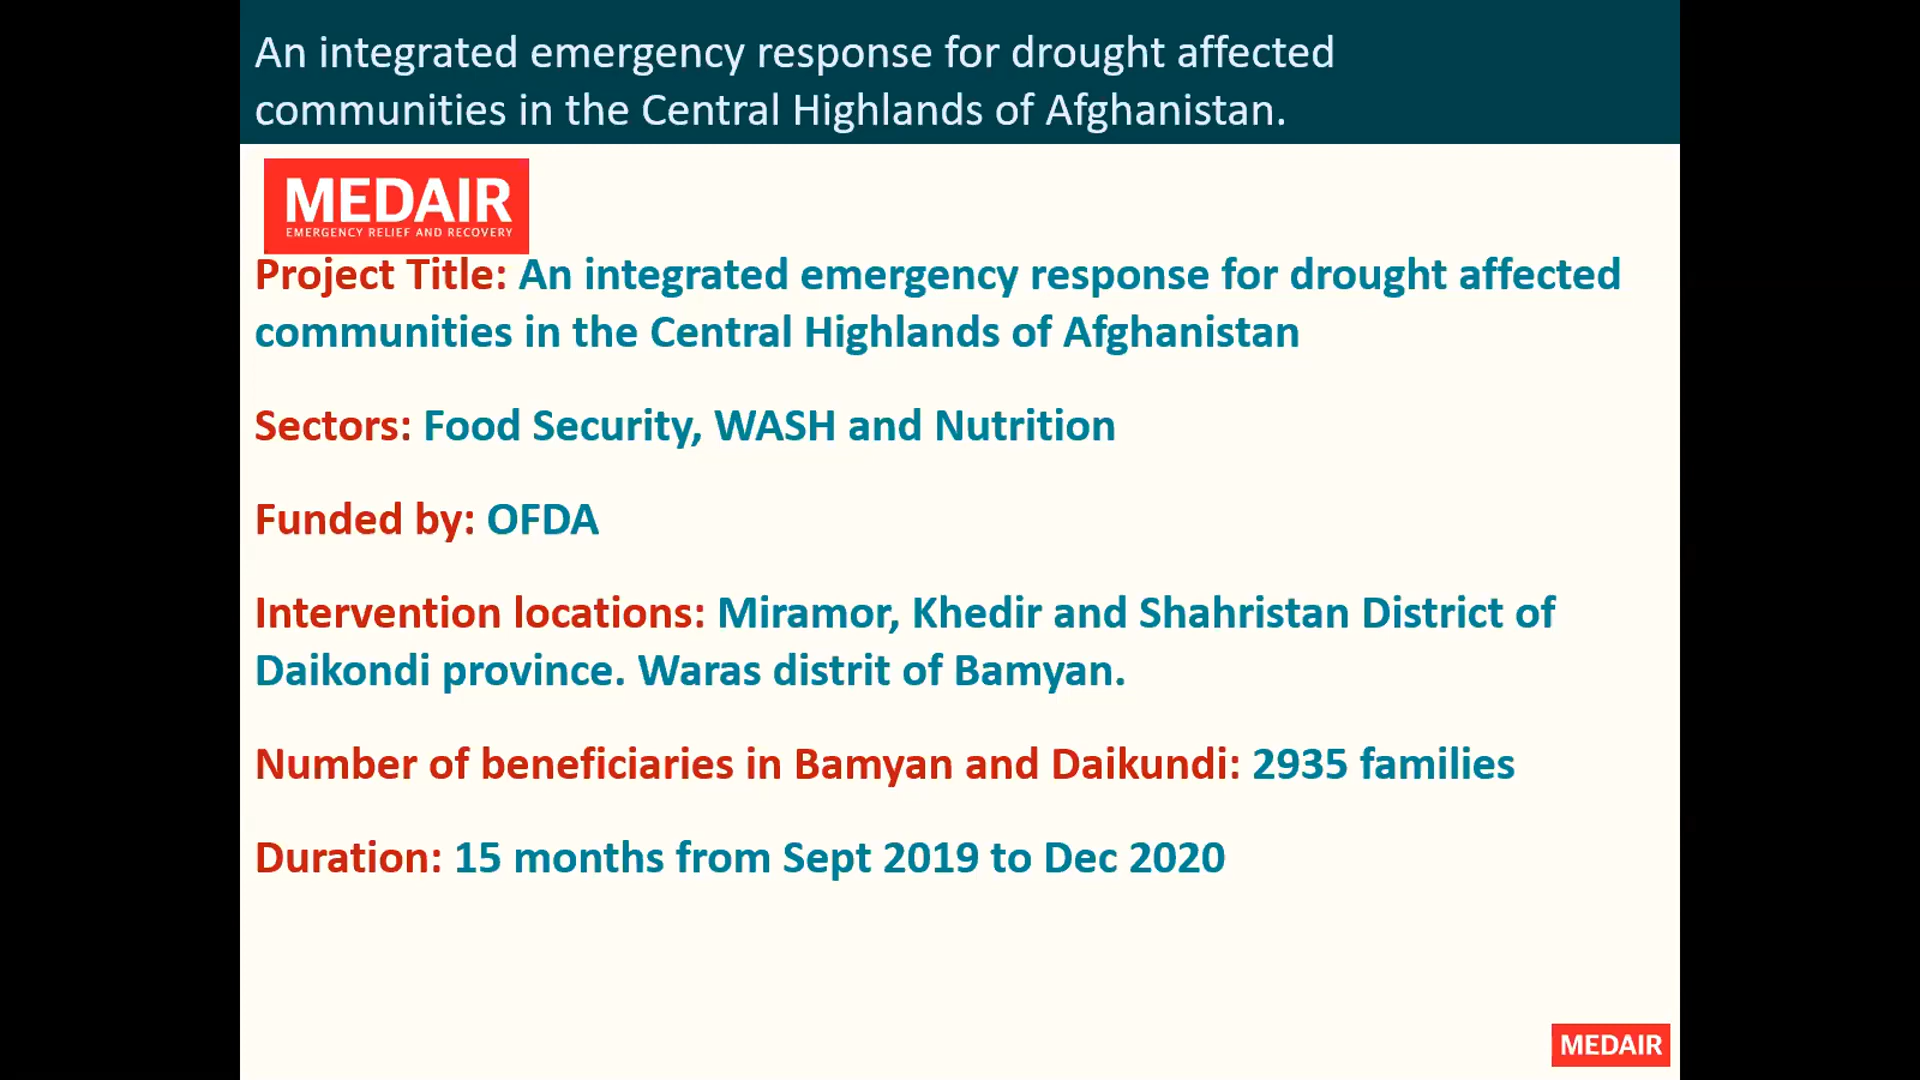 An integrated emergency response for drought affected
communities in the Central Highlands of Afghanistan.
MEDAIR
EMERGENCY RELIEF AND RECOVERY
Project Title: An integrated emergency response for drought affected
communities in the Central Highlands of Afghanistan
Sectors: Food Security, WASH and Nutrition
Funded by: OFDA
Intervention locations: Miramor, Khedir and Shahristan District of
Daikondi province. Waras distrit of Bamyan.
Number of beneficiaries in Bamyan and Daikundi: 2935 families
Duration: 15 months from Sept 2019 to Dec 2020
MEDAIR